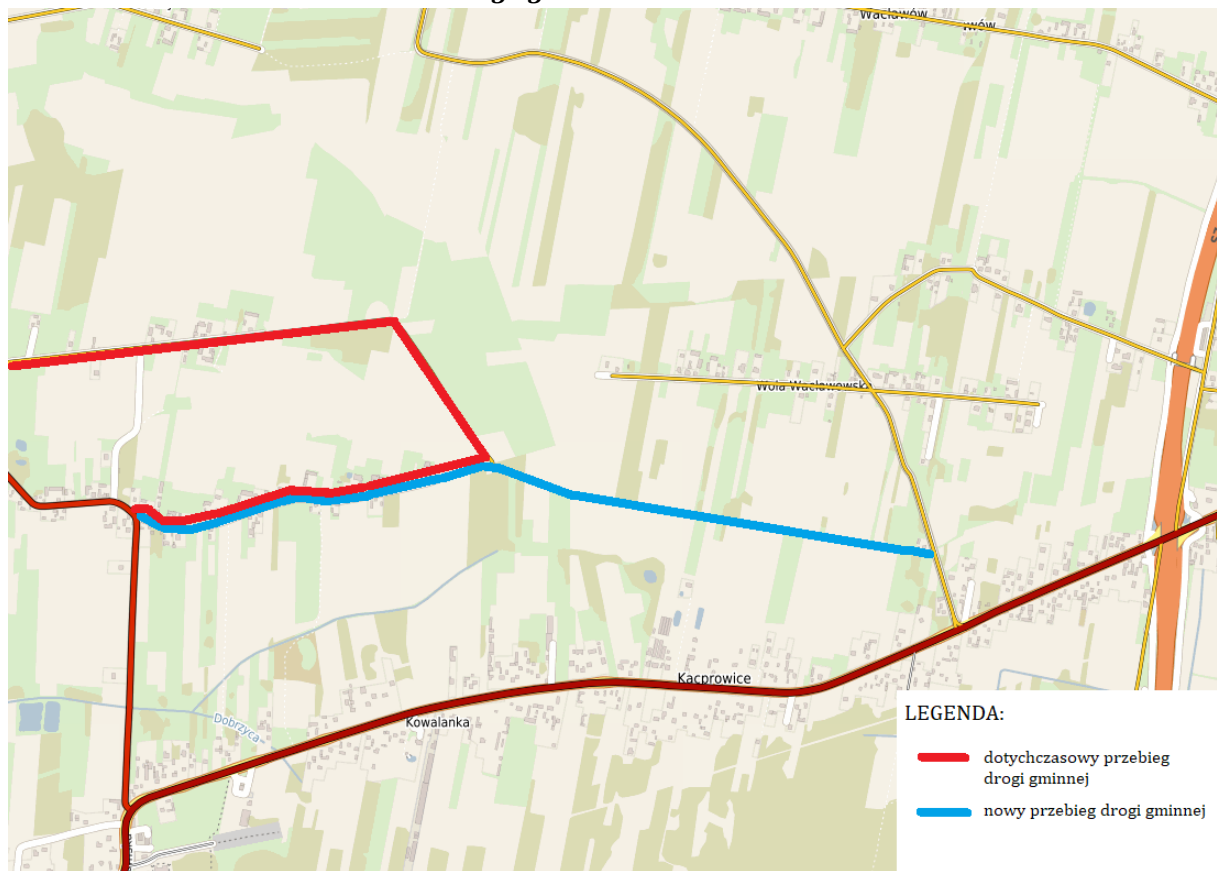 Wacławów
Wola Wacławowska
Kacprowice
Kowalanka
Dobrzyca
LEGENDA:
dotychczasowy przebieg
drogi gminnej
nowy przebieg drogi gminnej